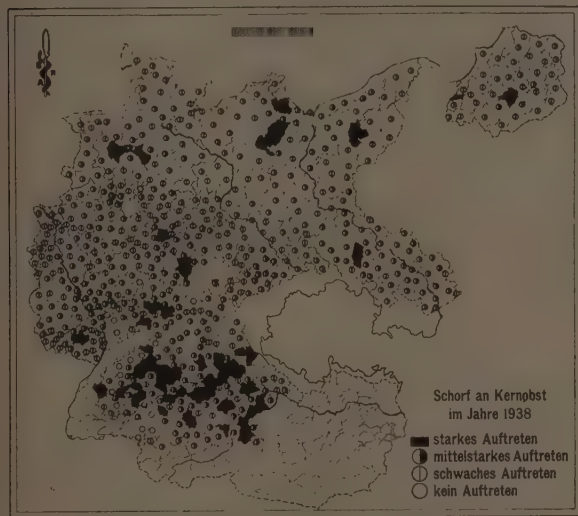 Schorf an Kernobst
im Jahre 1938
starkes Auftreten
mittelstarkes Auftreten
schwaches Auftreten
kein Auftreten